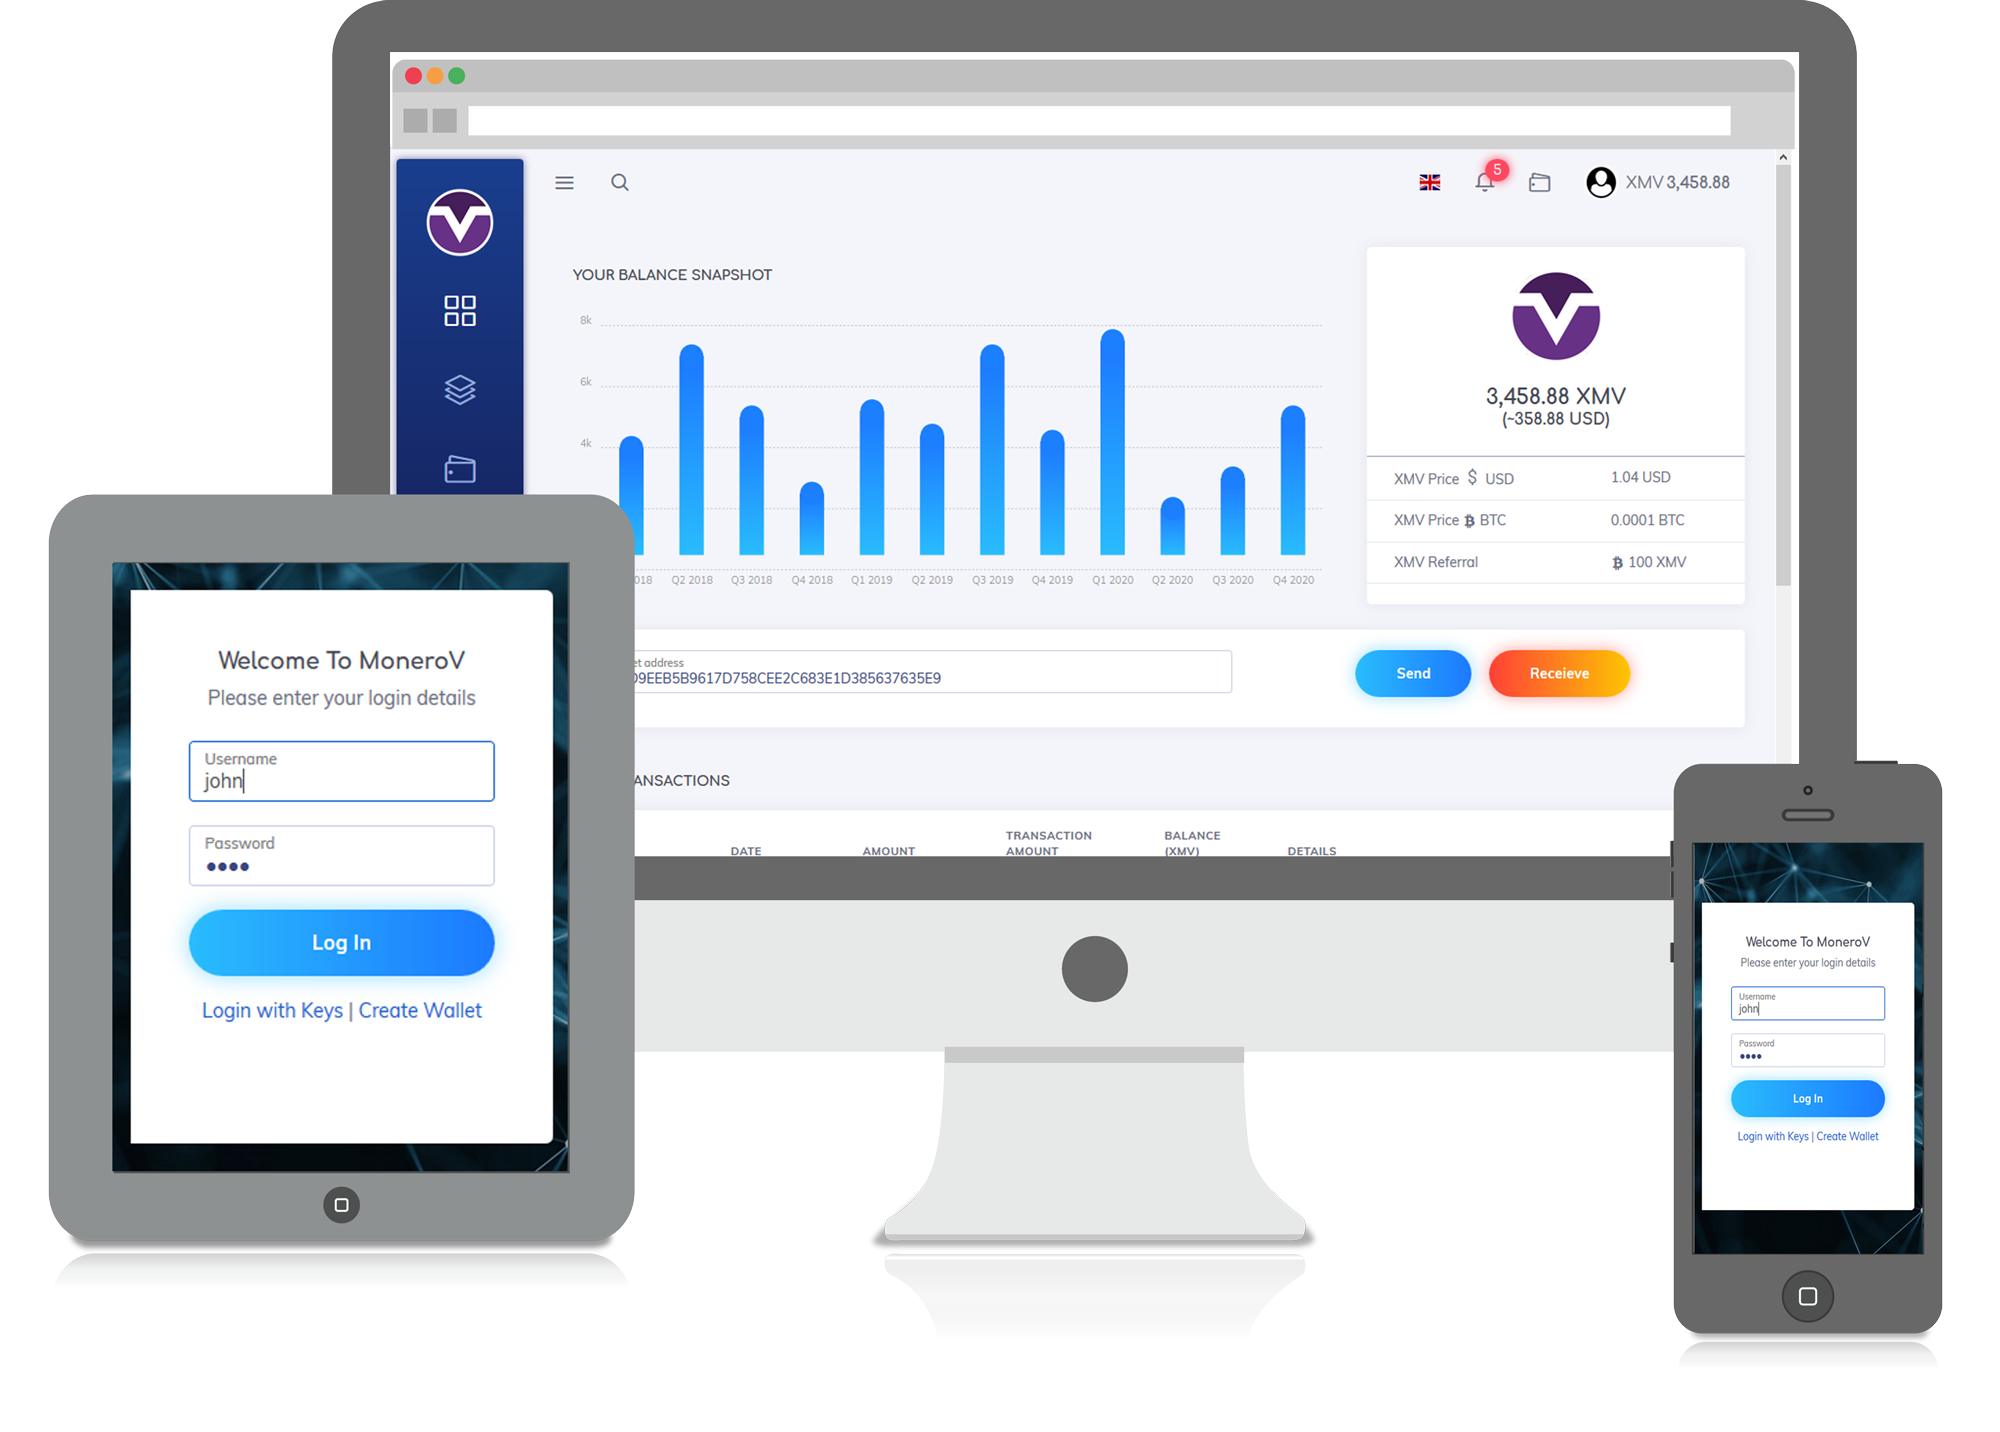 5
XMV 3,458.88
YOUR BALANCE SNAPSHOT
8k
6k
4k
018 Q2 2018 Q3 2018 Q4 2018 Q1 2019 Q2 2019 Q3 2019 Q4 2019 Q1 2020 Q2 2020 Q3 2020 Q4 2020
3,458.88 XMV
(~358.88 USD)
XMV Price $ USD 1.04 USD
XMV Price BTC 0.0001 BTC
XMV Referral 100 XMV
et address
09EEB5B9617D758CEE2C683E1D385637635E9
Send
Receieve
ANSACTIONS
DATE AMOUNT TRANSACTION AMOUNT BALANCE (XMV) DETAILS
Welcome To MoneroV
Please enter your login details
Username
john
Password
Log In
Login with Keys | Create Wallet
Welcome To MoneroV
Please enter your login details
Username
john
Password
Log In
Login with Keys | Create Wallet